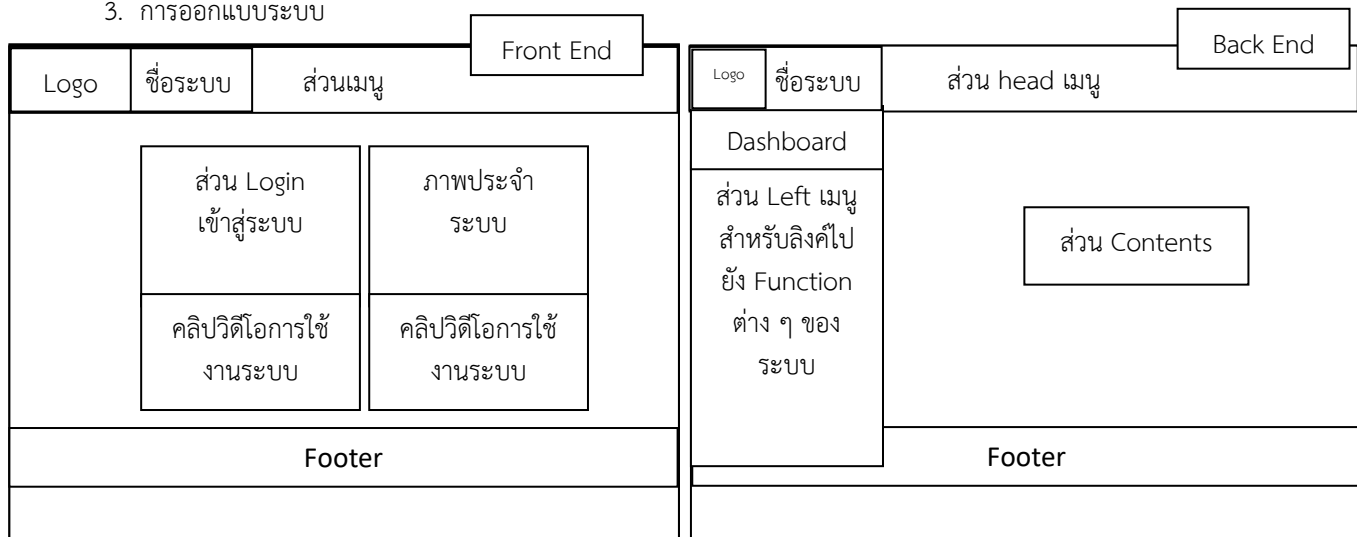 3. การออกแบบระบบ
Front End
Logo
ชื่อระบบ
ส่วนเมนู
ส่วน Login
เข้าสู่ระบบ
ภาพประจำ
ระบบ
คลิปวิดีโอการใช้
งานระบบ
คลิปวิดีโอการใช้
งานระบบ
Footer
Back End
Logo
ชื่อระบบ
ส่วน head เมนู
Dashboard
ส่วน Left เมนู
สำหรับลิงค์ไป
ยัง Function
ต่าง ๆ ของ
ระบบ
ส่วน Contents
Footer